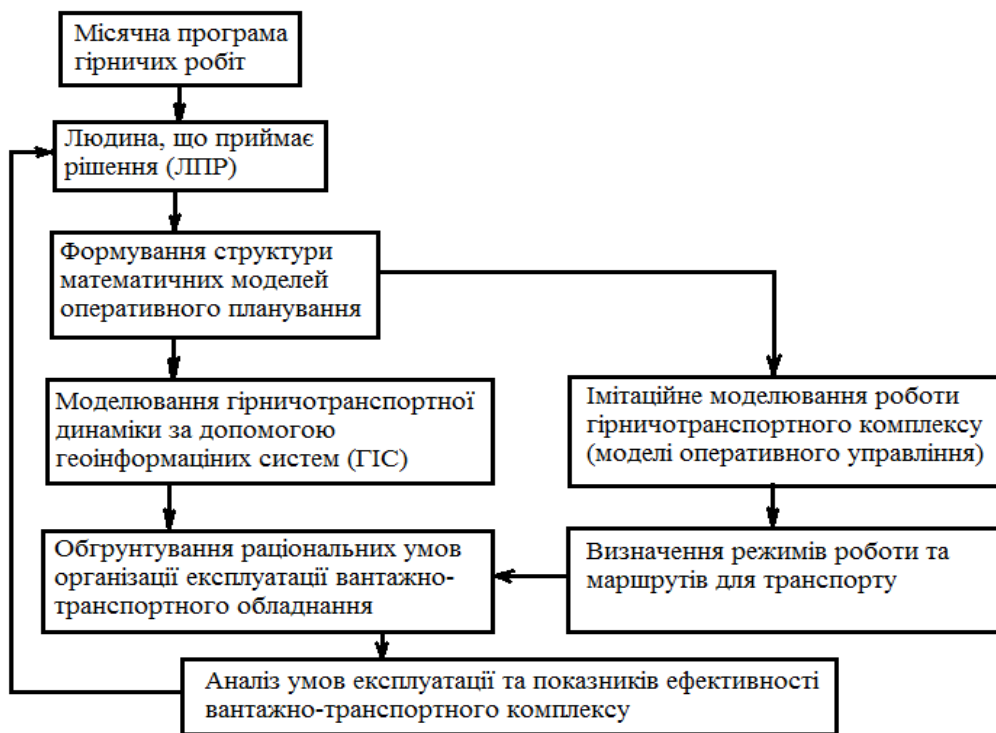 Місячна програма
гірничих робіт
Людина, що приймає
рішення (ЛПР)
Формування структури
математичних моделей
оперативного планування
Моделювання гірничотранспортної
динаміки за допомогою
геоінформаціних систем (ГІС)
Імітаційне моделювання роботи
гірничотранспортного комплексу
(моделі оперативного управління)
Обгрунтування раціональних умов
організації експлуатації вантажно-
транспортного обладнання
Визначення режимів роботи та
маршрутів для транспорту
Аналіз умов експлуатації та показників ефективності
вантажно-транспортного комплексу